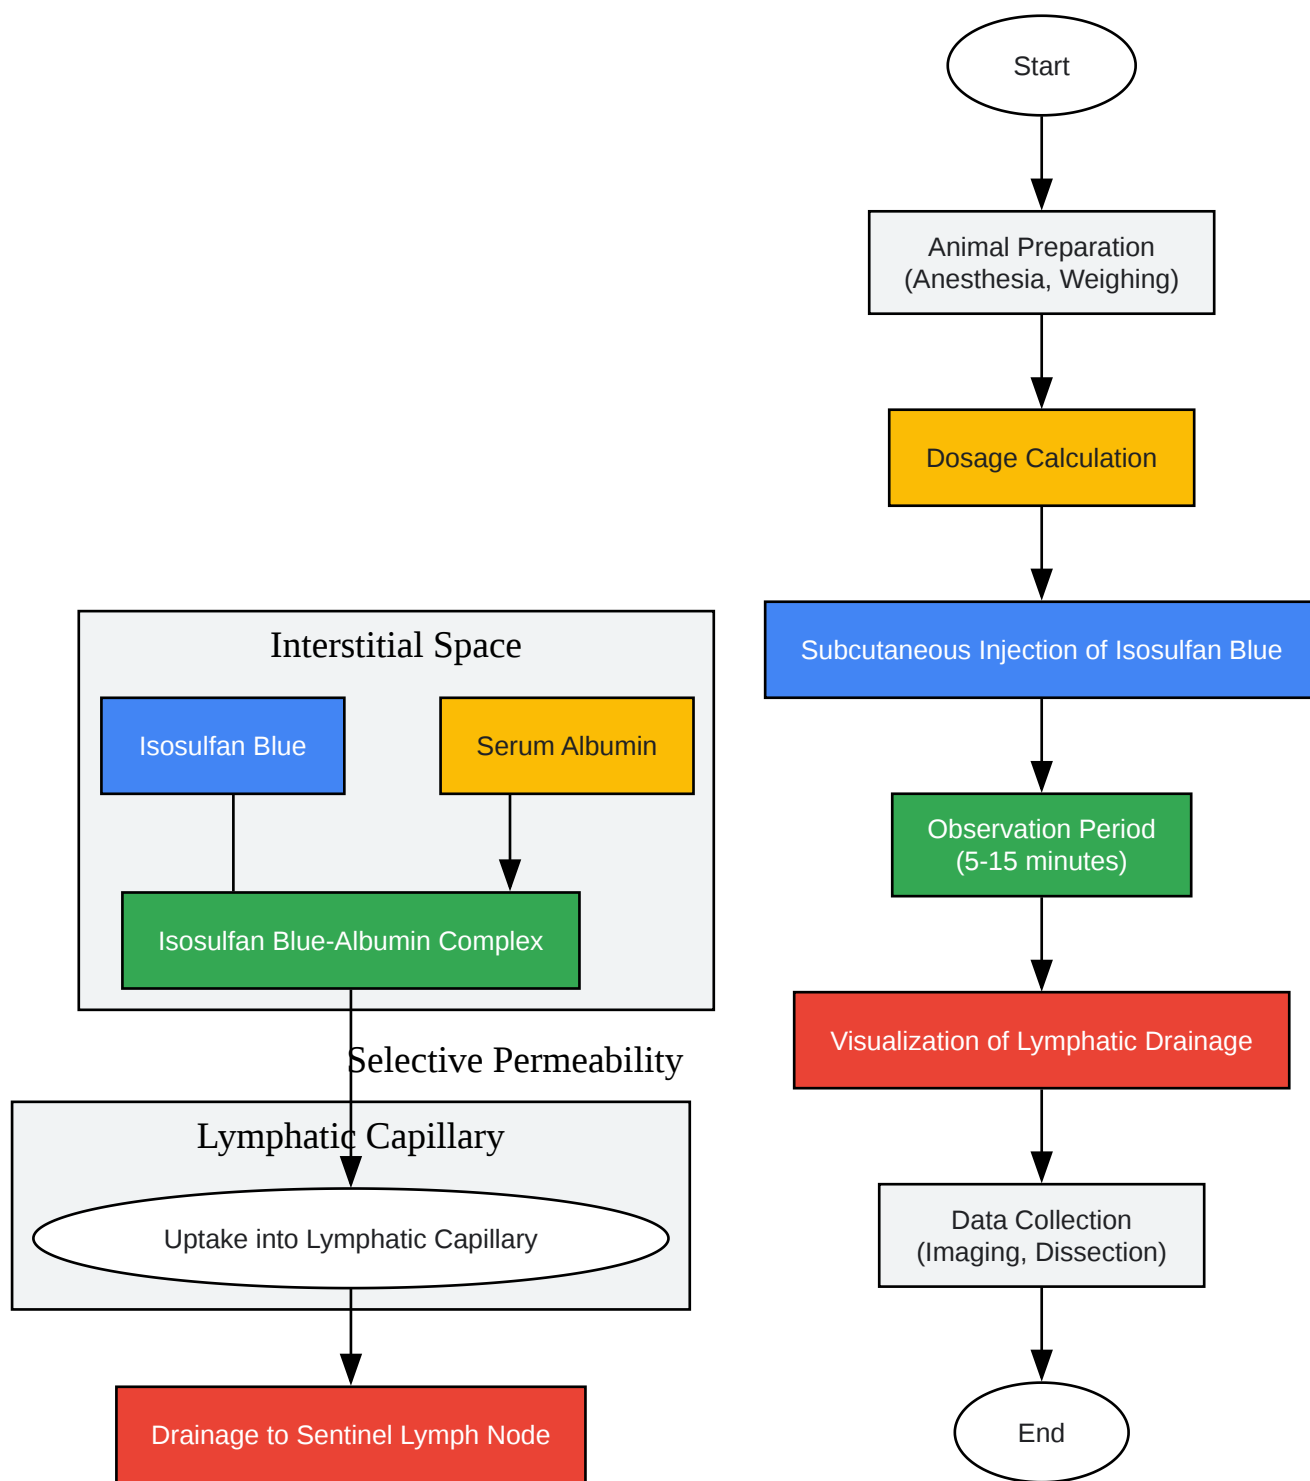 Start
Animal Preparation
(Anesthesia, Weighing)
Dosage Calculation
Subcutaneous Injection of Isosulfan Blue
Observation Period
(5-15 minutes)
Visualization of Lymphatic Drainage
Data Collection
(Imaging, Dissection)
End
Interstitial Space
Isosulfan Blue
Serum Albumin
Isosulfan Blue-Albumin Complex
Selective Permeability
Lymphatic Capillary
Uptake into Lymphatic Capillary
Drainage to Sentinel Lymph Node